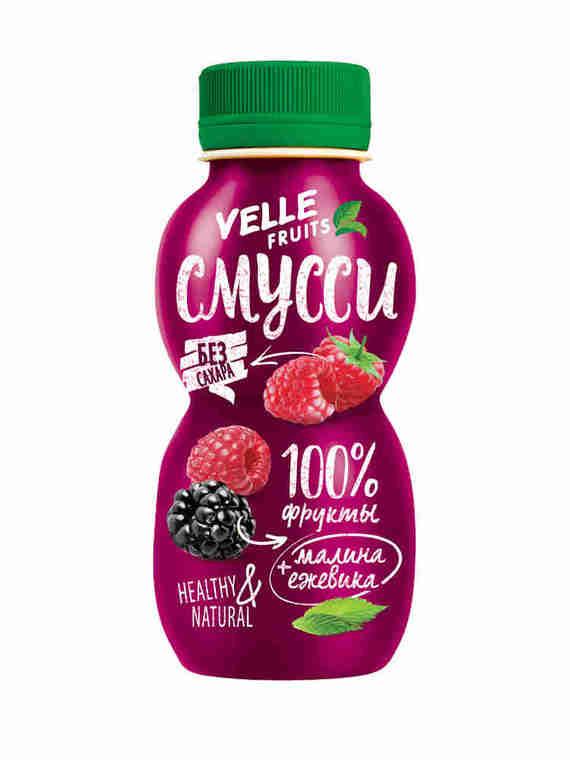 VELLE
FRUITS
СМУССИ
БЕЗ
САХАРА
100%
фрукты
малина
+
ежевика
HEALTHY &
NATURAL